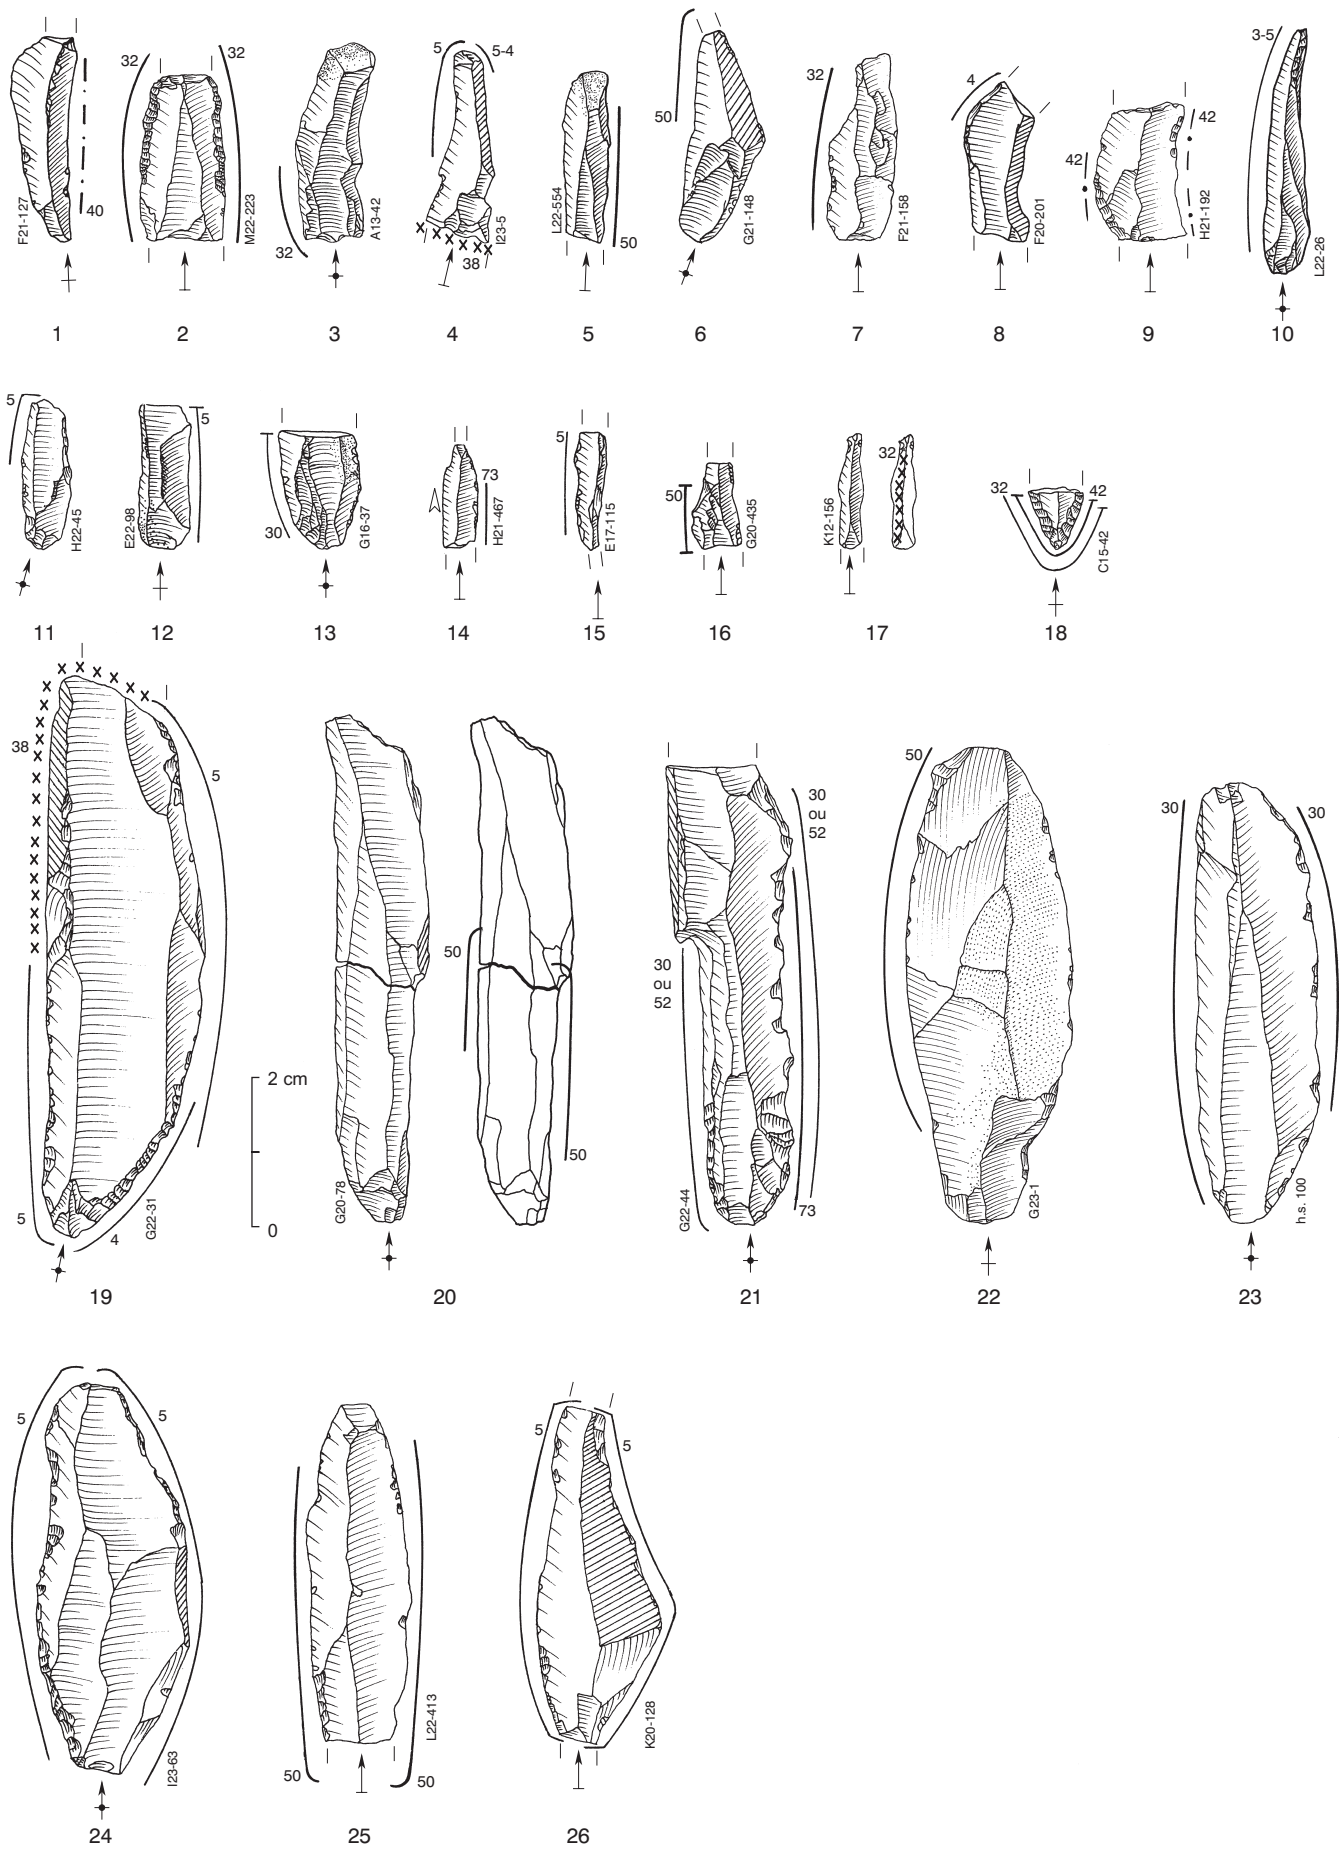 F21-127
40
1
32
32
M22-223
2
32
A13-42
3
5
5-4
38
I23-5
4
L22-554
50
5
50
G21-148
6
32
F21-158
7
4
F20-201
8
42
42
H21-192
9
3-5
L22-26
10
5
H22-45
11
5
E22-98
12
30
G16-37
13
73
H21-467
14
5
E17-115
15
50
G20-435
16
32
K12-156
17
32
42
C15-42
18
38
5
5
4
G22-31
19
2 cm
0
G20-78
50
50
20
30
ou
52
30
ou
52
G22-44
73
21
50
G23-1
22
30
30
h.s. 100
23
5
5
I23-63
24
50
50
L22-413
25
5
5
K20-128
26